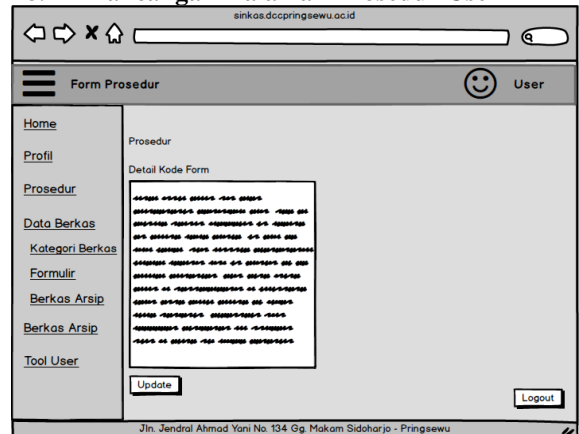 sinkas.dccpringsewu.ac.id
Form Prosedur
User
Home
Profil
Prosedur
Data Berkas
Kategori Berkas
Formulir
Berkas Arsip
Berkas Arsip
Tool User
Prosedur
Detail Kode Form
Update
Logout
Jln. Jendral Ahmad Yani No. 134 Gg. Makam Sidoharjo - Pringsewu